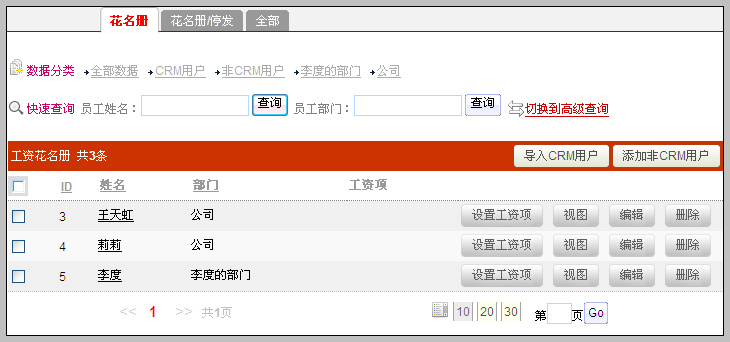 花名册 花名册/停发 全部
数据分类 全部数据 CRM用户 非CRM用户 李度的部门 公司
快速查询 员工姓名： 查询 员工部门： 查询 切换到高级查询
工资花名册 共3条 导入CRM用户 添加非CRM用户
ID 姓名 部门 工资项
3 王天虹 公司 设置工资项 视图 编辑 删除
4 莉莉 公司 设置工资项 视图 编辑 删除
5 李度 李度的部门 设置工资项 视图 编辑 删除
<< 1 >> 共1页 10 20 30 第 页 Go